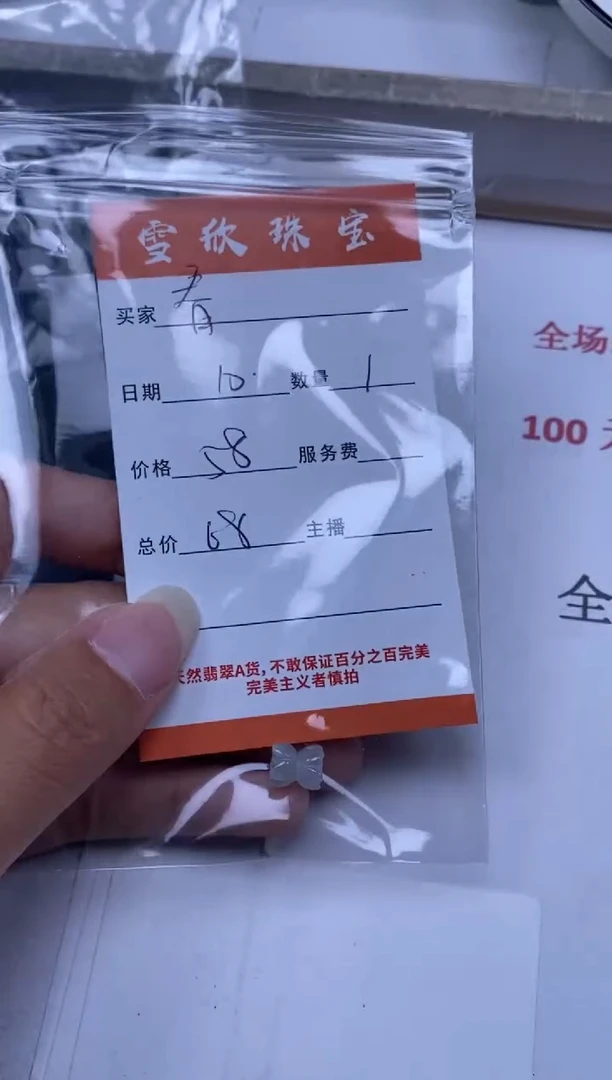 雪欣珠宝
买家
日期 10. 数量 1
价格 58 服务费
总价 68 主播
天然翡翠A货,不敢保证百分之百完美
完美主义者慎拍
全场
100
全